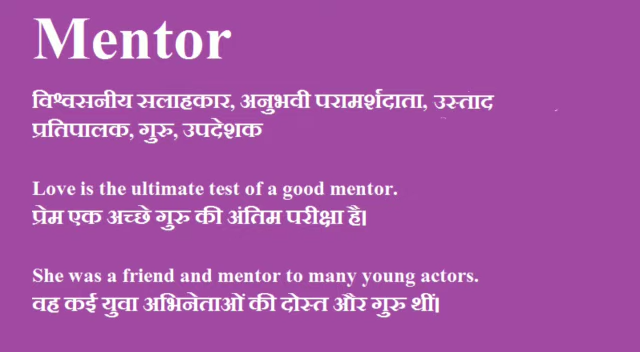 Mentor
विश्वसनीय सलाहकार, अनुभवी परामर्शदाता, उस्ताद
प्रतिपालक, गुरु, उपदेशक
Love is the ultimate test of a good mentor.
प्रेम एक अच्छे गुरु की अंतिम परीक्षा है।
She was a friend and mentor to many young actors.
वह कई युवा अभिनेताओं की दोस्त और गुरु थीं।